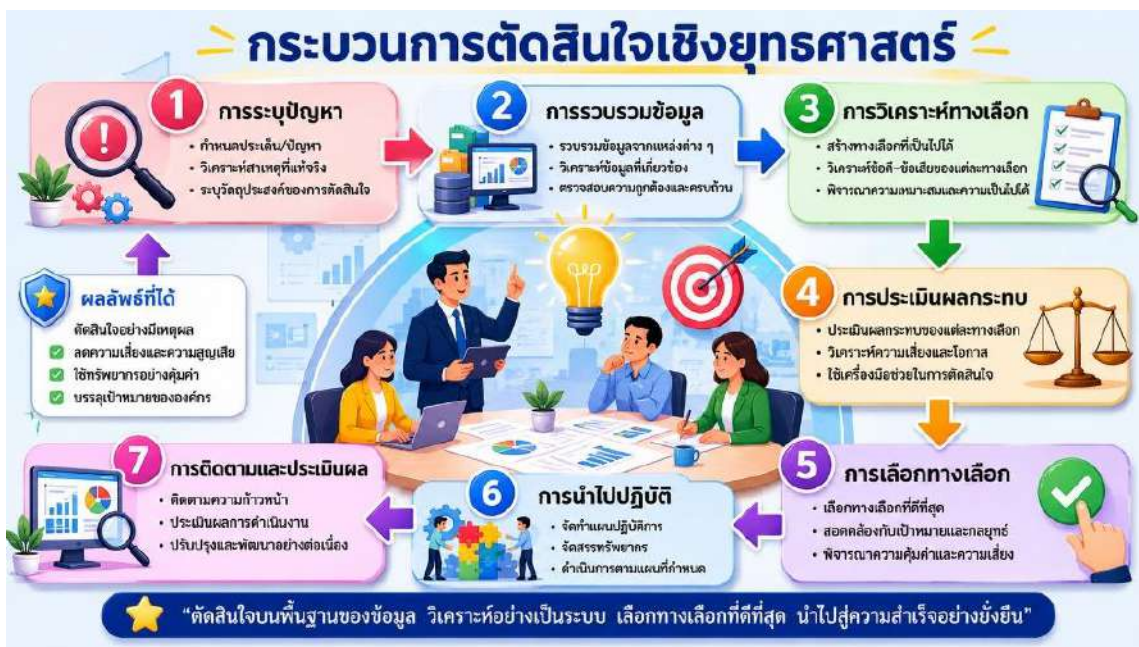 กระบวนการตัดสินใจเชิงยุทธศาสตร์
1
การระบุปัญหา
• กำหนดประเด็น/ปัญหา
• วิเคราะห์สาเหตุที่แท้จริง
• ระบุวัตถุประสงค์ของการตัดสินใจ
2
การรวบรวมข้อมูล
• รวบรวมข้อมูลจากแหล่งต่าง ๆ
• วิเคราะห์ข้อมูลที่เกี่ยวข้อง
• ตรวจสอบความถูกต้องและครบถ้วน
3
การวิเคราะห์ทางเลือก
• สร้างทางเลือกที่เป็นไปได้
• วิเคราะห์ข้อดี-ข้อเสียของแต่ละทางเลือก
• พิจารณาความเหมาะสมและความเป็นไปได้
4
การประเมินผลกระทบ
• ประเมินผลกระทบของแต่ละทางเลือก
• วิเคราะห์ความเสี่ยงและโอกาส
• ใช้เครื่องมือช่วยในการตัดสินใจ
5
การเลือกทางเลือก
• เลือกทางเลือกที่ดีที่สุด
• สอดคล้องกับเป้าหมายและกลยุทธ์
• พิจารณาความคุ้มค่าและความเสี่ยง
6
การนำไปปฏิบัติ
• จัดทำแผนปฏิบัติการ
• จัดสรรทรัพยากร
• ดำเนินการตามแผนที่กำหนด
7
การติดตามและประเมินผล
• ติดตามความก้าวหน้า
• ประเมินผลการดำเนินงาน
• ปรับปรุงและพัฒนาอย่างต่อเนื่อง
ผลลัพธ์ที่ได้
ตัดสินใจอย่างมีเหตุผล
ลดความเสี่ยงและความสูญเสีย
ใช้ทรัพยากรอย่างคุ้มค่า
บรรลุเป้าหมายขององค์กร
“ตัดสินใจบนพื้นฐานของข้อมูล วิเคราะห์อย่างเป็นระบบ เลือกทางเลือกที่ดีที่สุด นำไปสู่ความสำเร็จอย่างยั่งยืน”